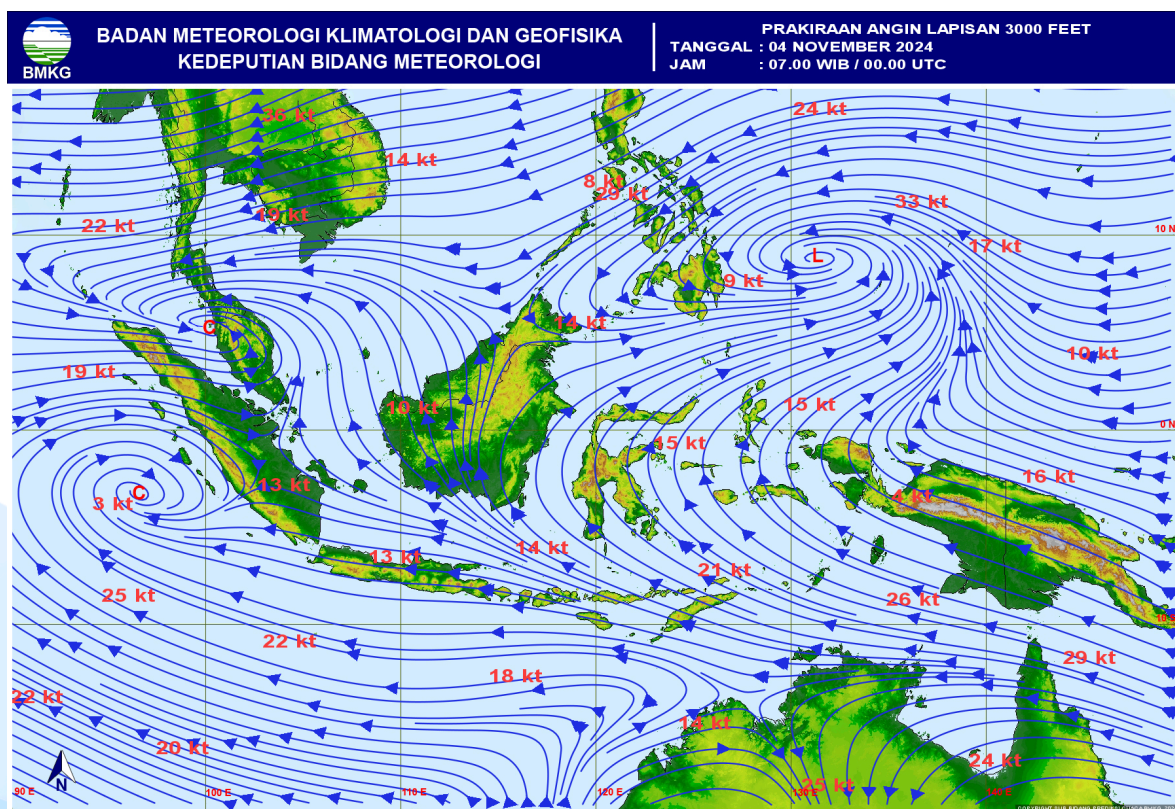 BMKG
BADAN METEOROLOGI KLIMATOLOGI DAN GEOFISIKA
KEDEPUTIAN BIDANG METEOROLOGI
PRAKIRAAN ANGIN LAPISAN 3000 FEET
TANGGAL : 04 NOVEMBER 2024
JAM : 07.00 WIB / 00.00 UTC
24 kt
36 kt
14 kt
8 kt
29 kt
33 kt
19 kt
22 kt
10 N
17 kt
L
9 kt
C
14 kt
10 kt
19 kt
10 kt
15 kt
0 N
15 kt
16 kt
13 kt
C
3 kt
4 kt
14 kt
13 kt
21 kt
25 kt
26 kt
10 S
22 kt
29 kt
18 kt
22 kt
14 kt
20 kt
24 kt
25 kt
N
90 E
100 E
110 E
120 E
130 E
140 E